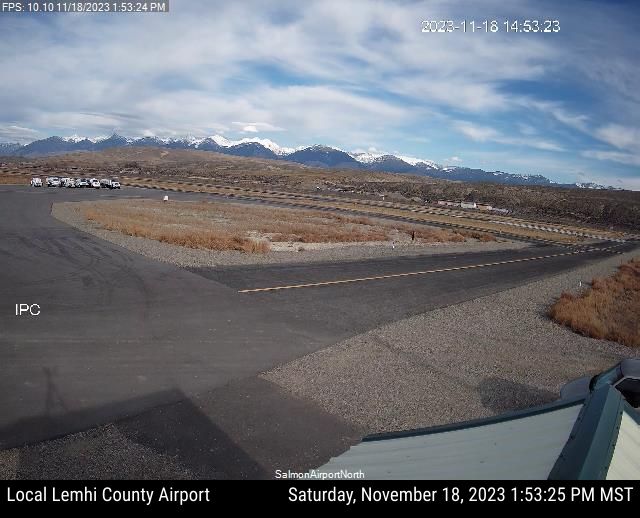 FPS: 10.10 11/18/2023 1:53:24 PM
2023-11-18 14:53:23
IPC
SalmonAirportNorth
Local Lemhi County Airport
Saturday, November 18, 2023 1:53:25 PM MST